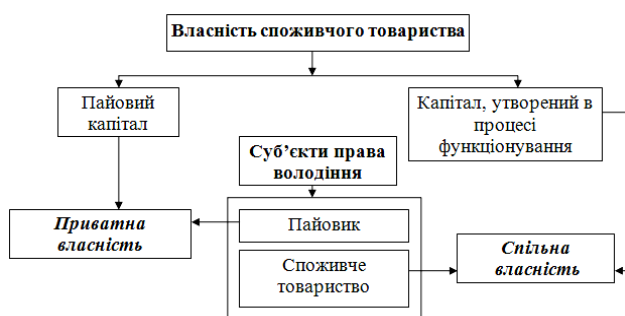 Власність споживчого товариства
Пайовий
капітал
Капітал, утворений в
процесі
функціонування
Суб’єкти права
володіння
Приватна
власність
Пайовик
Споживче
товариство
Спільна
власність